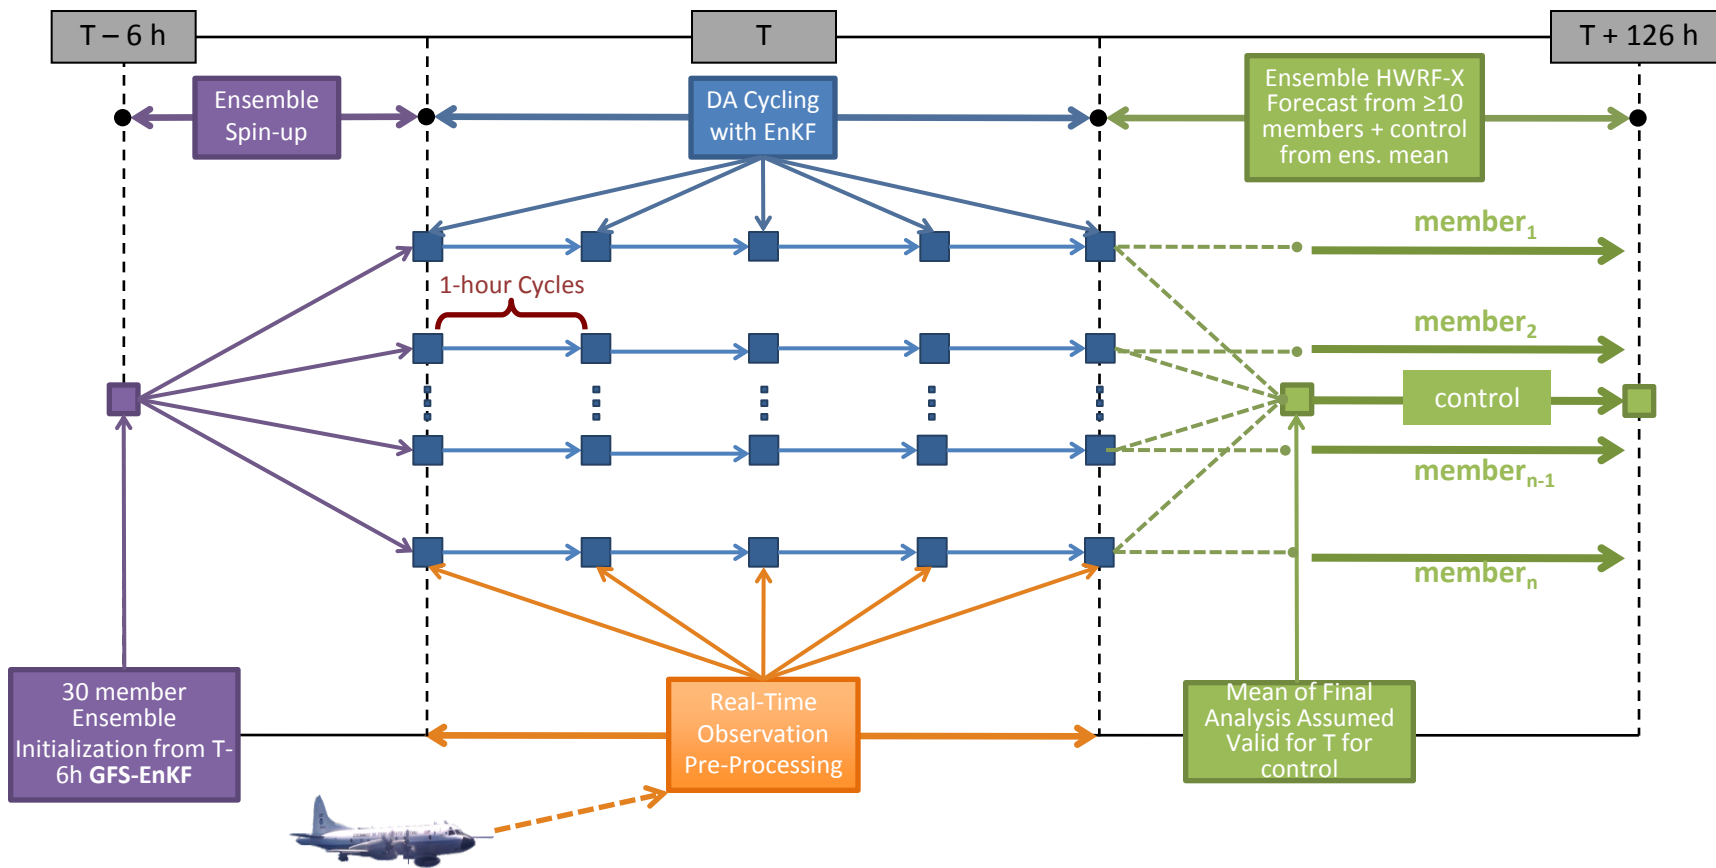 T – 6 h
T
T + 126 h
Ensemble
Spin-up
DA Cycling
with EnKF
Ensemble HWRF-X
Forecast from ≥10
members + control
from ens. mean
member1
1-hour Cycles
member2
control
membern-1
membern
30 member
Ensemble
Initialization from T-
6h GFS-EnKF
Real-Time
Observation
Pre-Processing
Mean of Final
Analysis Assumed
Valid for T for
control